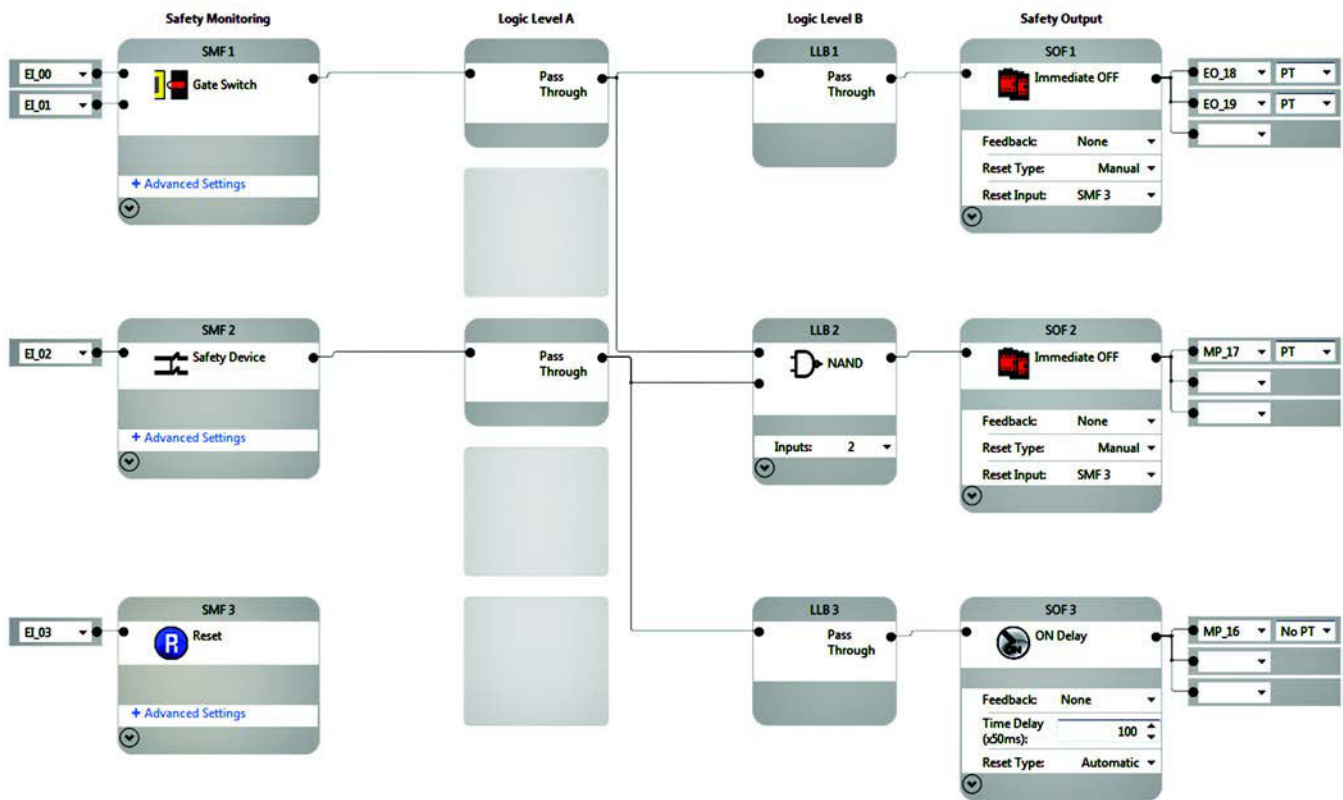 Safety Monitoring
Logic Level A
Logic Level B
Safety Output
SMF 1
EI_00
EI_01
Gate Switch
+ Advanced Settings
Pass
Through
LLB 1
Pass
Through
SOF 1
Immediate OFF
Feedback: None
Reset Type: Manual
Reset Input: SMF 3
EO_18 PT
EO_19 PT
SMF 2
EI_02
Safety Device
+ Advanced Settings
Pass
Through
LLB 2
NAND
Inputs: 2
SOF 2
Immediate OFF
Feedback: None
Reset Type: Manual
Reset Input: SMF 3
MP_17 PT
SMF 3
EI_03
R
Reset
+ Advanced Settings
LLB 3
Pass
Through
SOF 3
ON
ON Delay
Feedback: None
Time Delay
(x50ms): 100
Reset Type: Automatic
MP_16 No PT